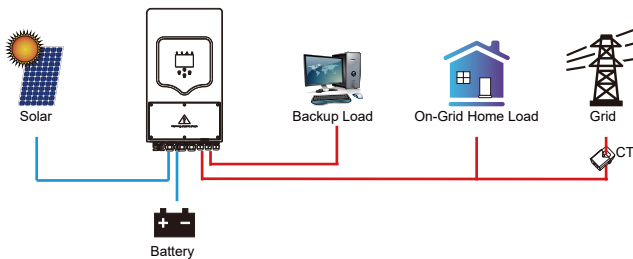 Solar
Backup Load
On-Grid Home Load
Grid
CT
Battery